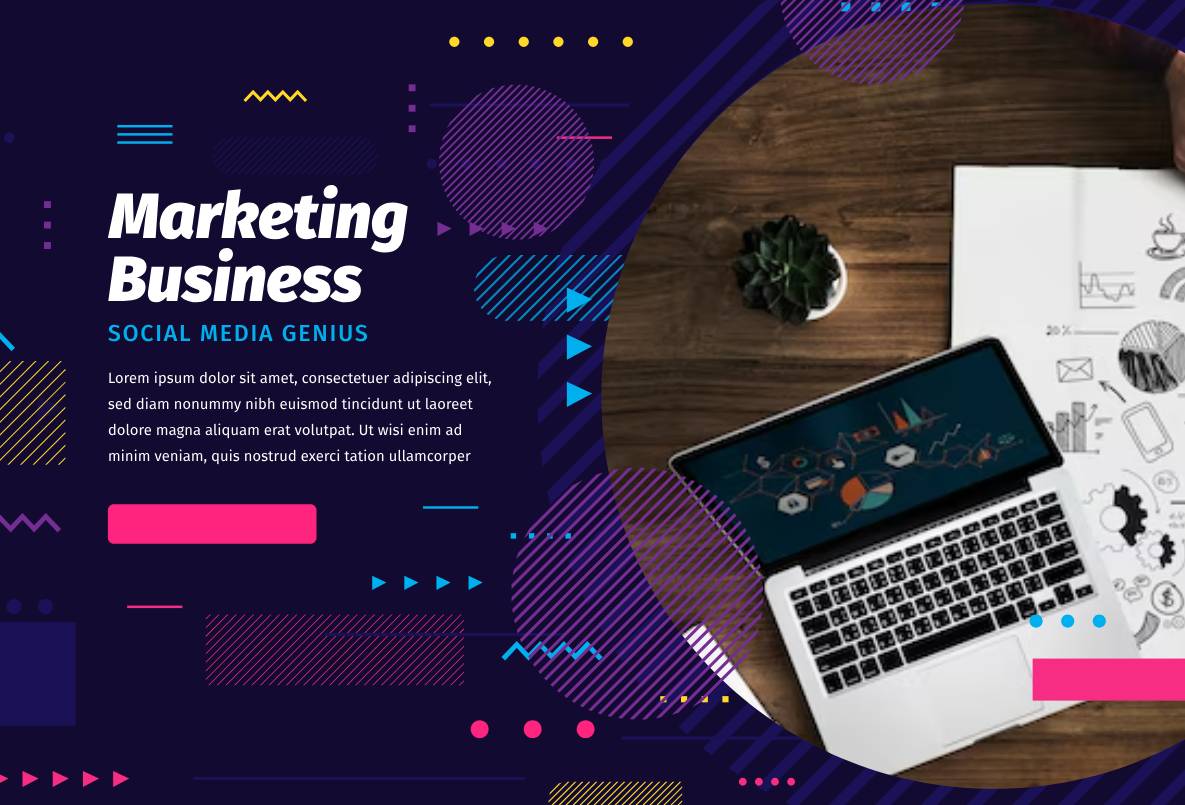 Marketing
Business
SOCIAL MEDIA GENIUS
Lorem ipsum dolor sit amet, consectetuer adipiscing elit,
sed diam nonummy nibh euismod tincidunt ut laoreet
dolore magna aliquam erat volutpat. Ut wisi enim ad
minim veniam, quis nostrud exerci tation ullamcorper
20 %